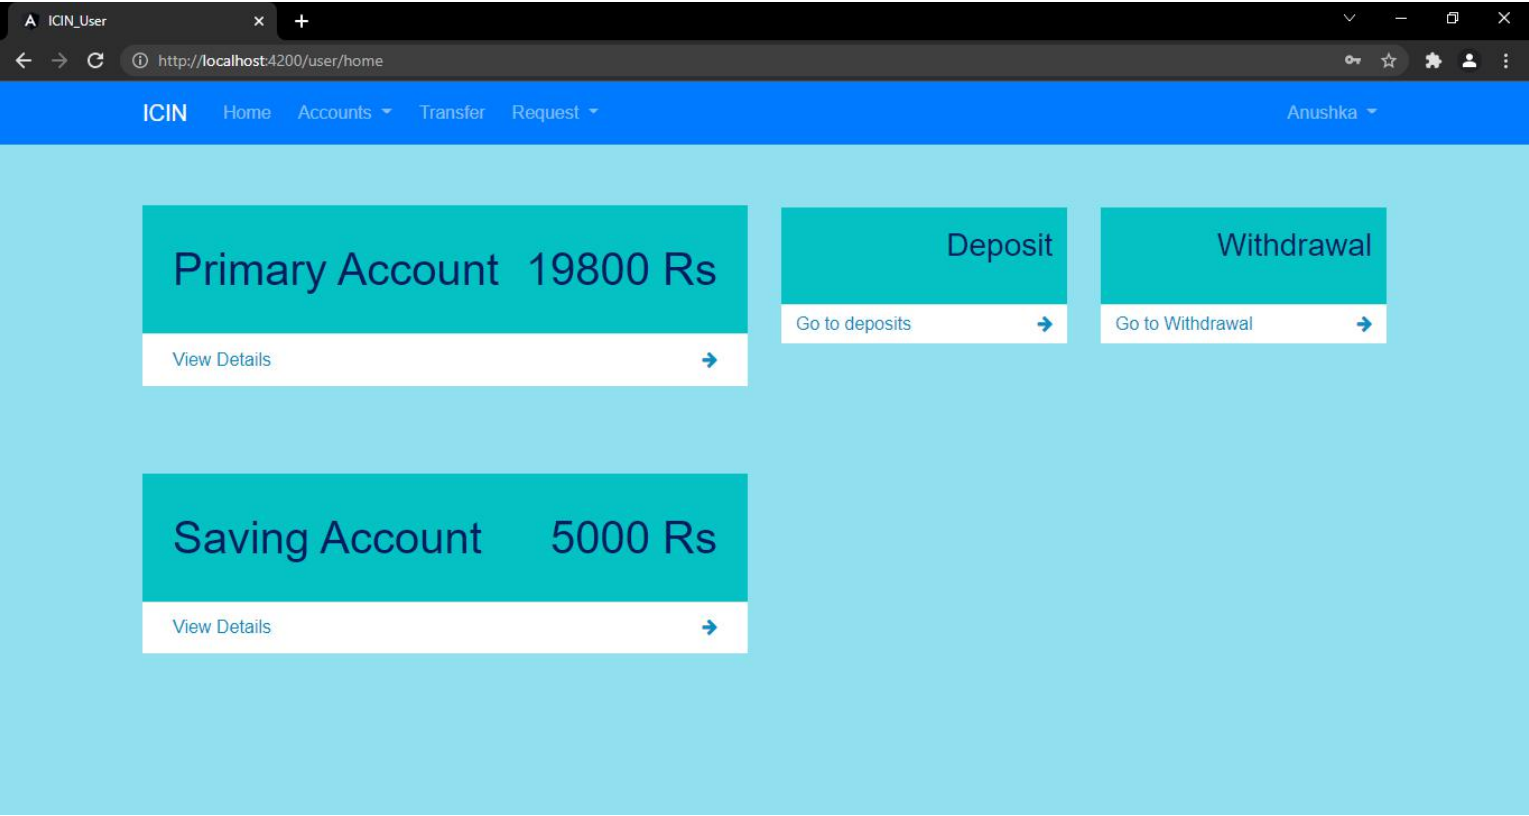 ICIN_User
http://localhost:4200/user/home
ICIN Home Accounts Transfer Request Anushka
Primary Account 19800 Rs
View Details
Deposit
Go to deposits
Withdrawal
Go to Withdrawal
Saving Account 5000 Rs
View Details